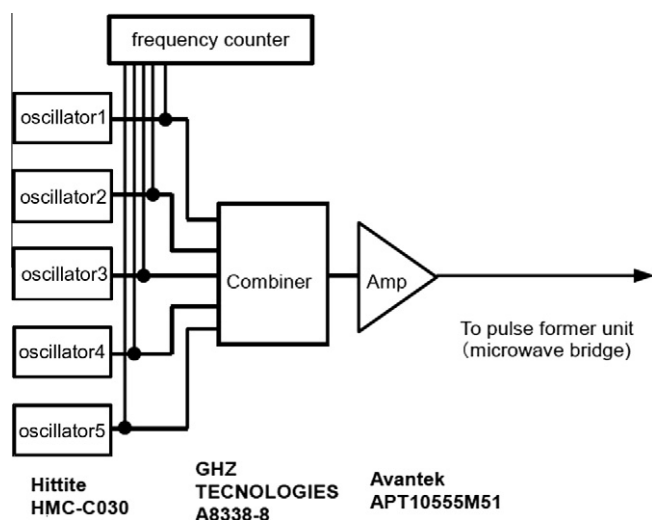 frequency counter
oscillator1
oscillator2
oscillator3
oscillator4
oscillator5
Combiner
Amp
To pulse former unit
(microwave bridge)
Hittite
HMC-C030
GHZ
TECNOLOGIES
A8338-8
Avantek
APT10555M51